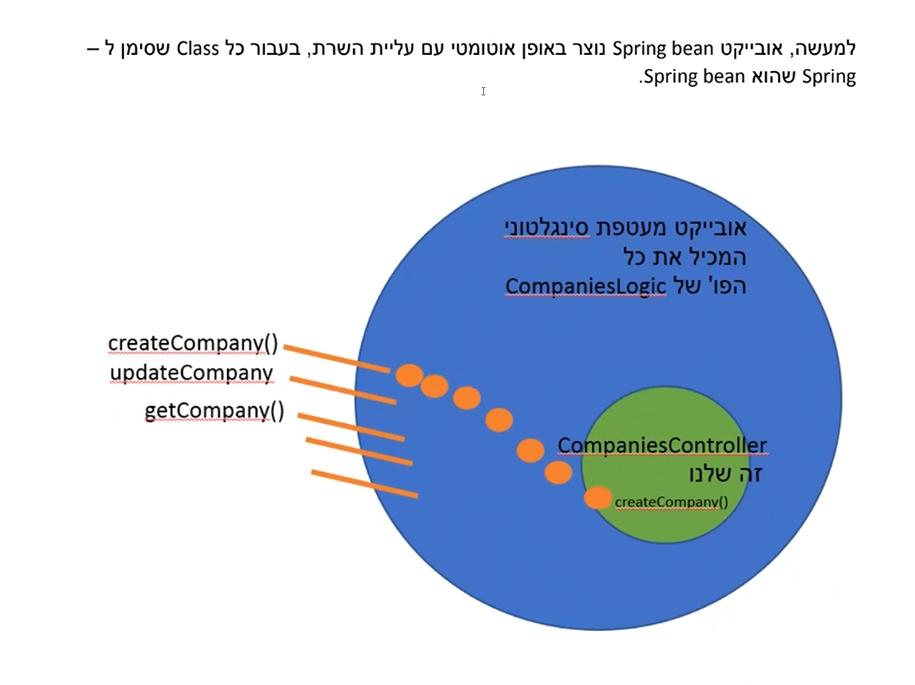 למעשה, אובייקט Spring bean נוצר באופן אוטומטי עם עליית השרת, בעבור כל Class שסימן ל –
Spring שהוא Spring bean.
אובייקט מעטפת סינגלטוני
המכיל את כל
הפו' של CompaniesLogic
createCompany()
updateCompany
getCompany()
CompaniesController
זה שלנו
createCompany()